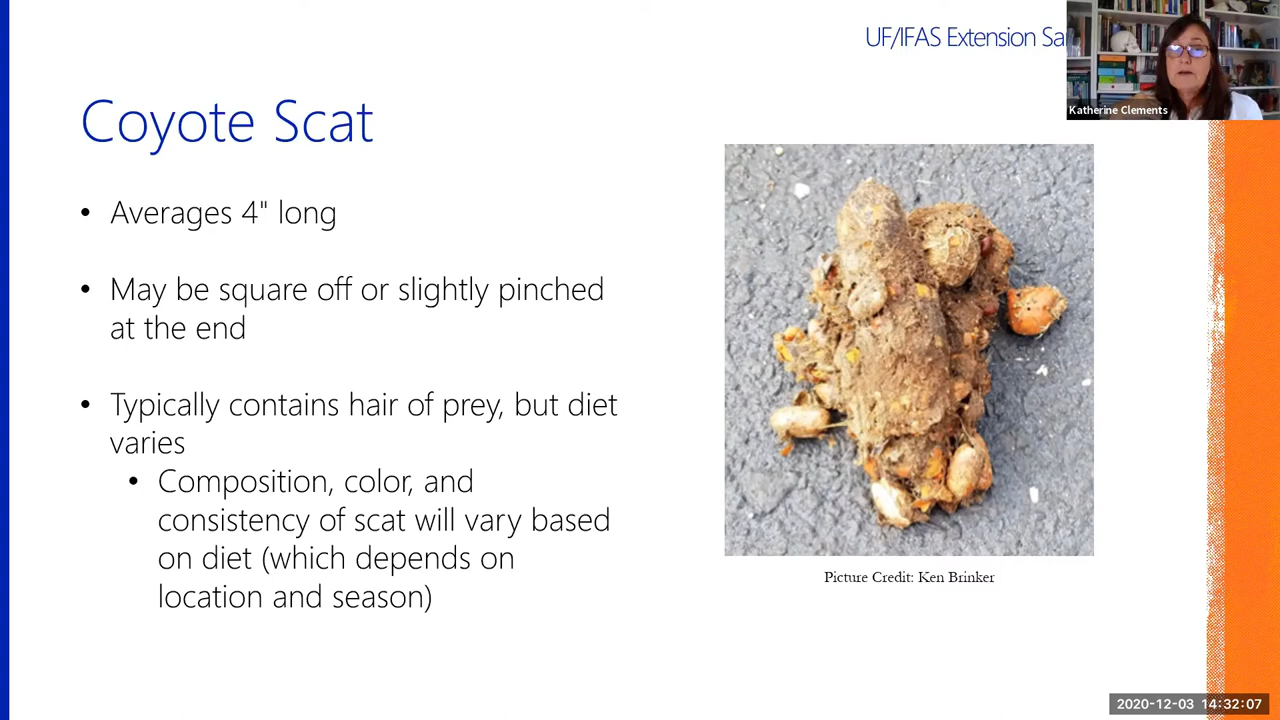 UF/IFAS Extension
Katherine Clements
Coyote Scat
• Averages 4" long
• May be square off or slightly pinched
at the end
• Typically contains hair of prey, but diet
varies
• Composition, color, and
consistency of scat will vary based
on diet (which depends on
location and season)
Picture Credit: Ken Brinker
2020-12-03 14:32:07